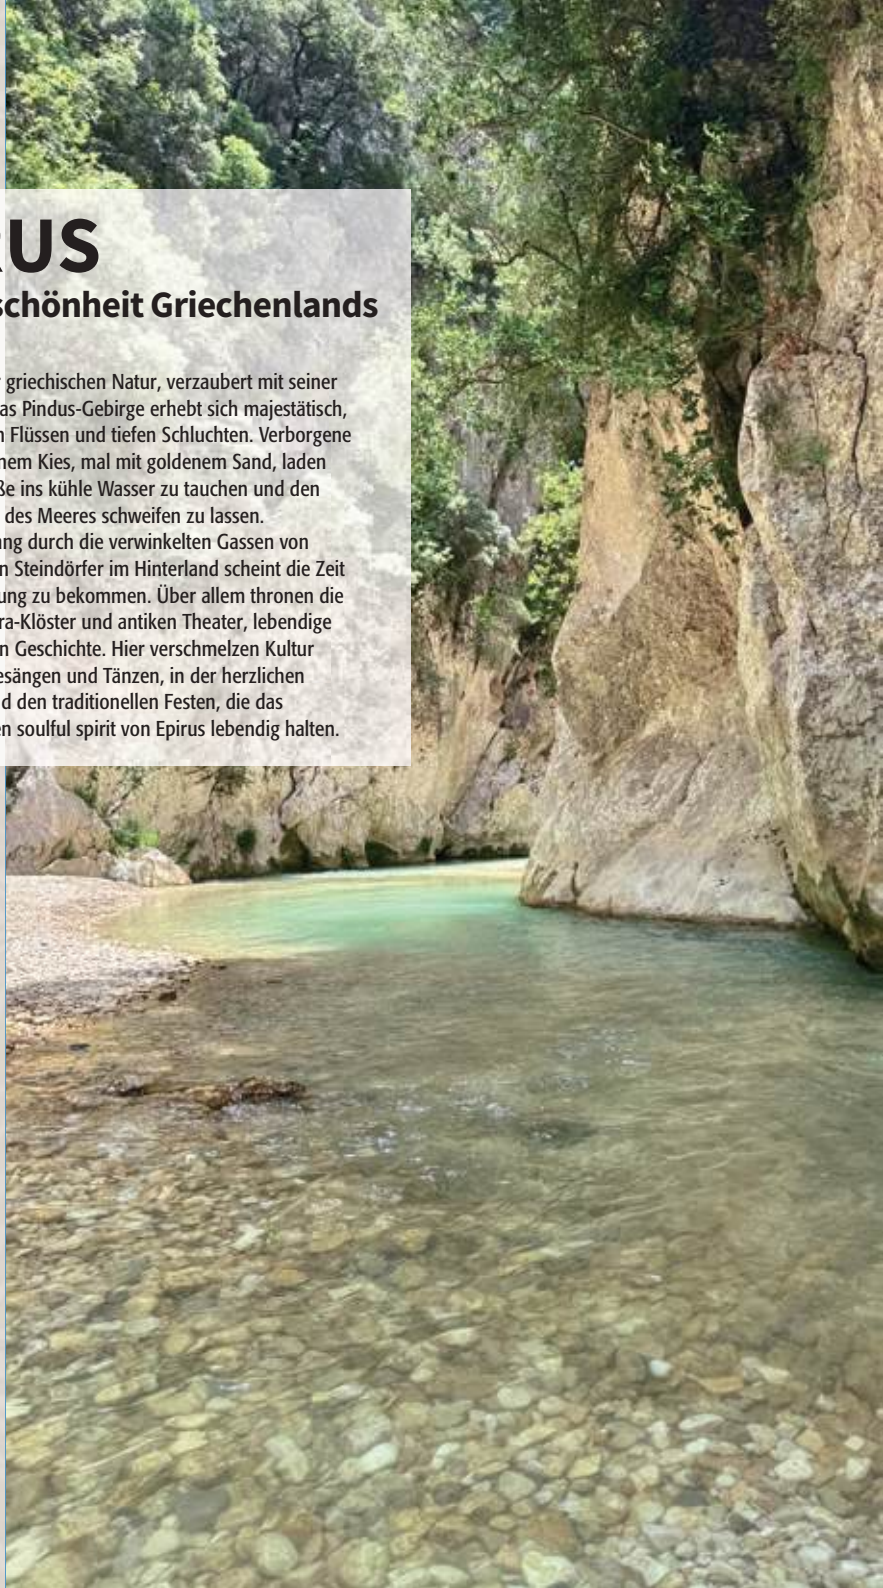 RUS
schönheit Griechenlands
griechischen Natur, verzaubert mit seiner
as Pindus-Gebirge erhebt sich majestätisch,
n Flüssen und tiefen Schluchten. Verborgene
nem Kies, mal mit goldenem Sand, laden
ße ins kühle Wasser zu tauchen und den
des Meeres schweifen zu lassen.
ang durch die verwinkelten Gassen von
n Steindörfer im Hinterland scheint die Zeit
ung zu bekommen. Über allem thronen die
ra-Klöster und antiken Theater, lebendige
n Geschichte. Hier verschmelzen Kultur
esängen und Tänzen, in der herzlichen
d den traditionellen Festen, die das
en soulful spirit von Epirus lebendig halten.